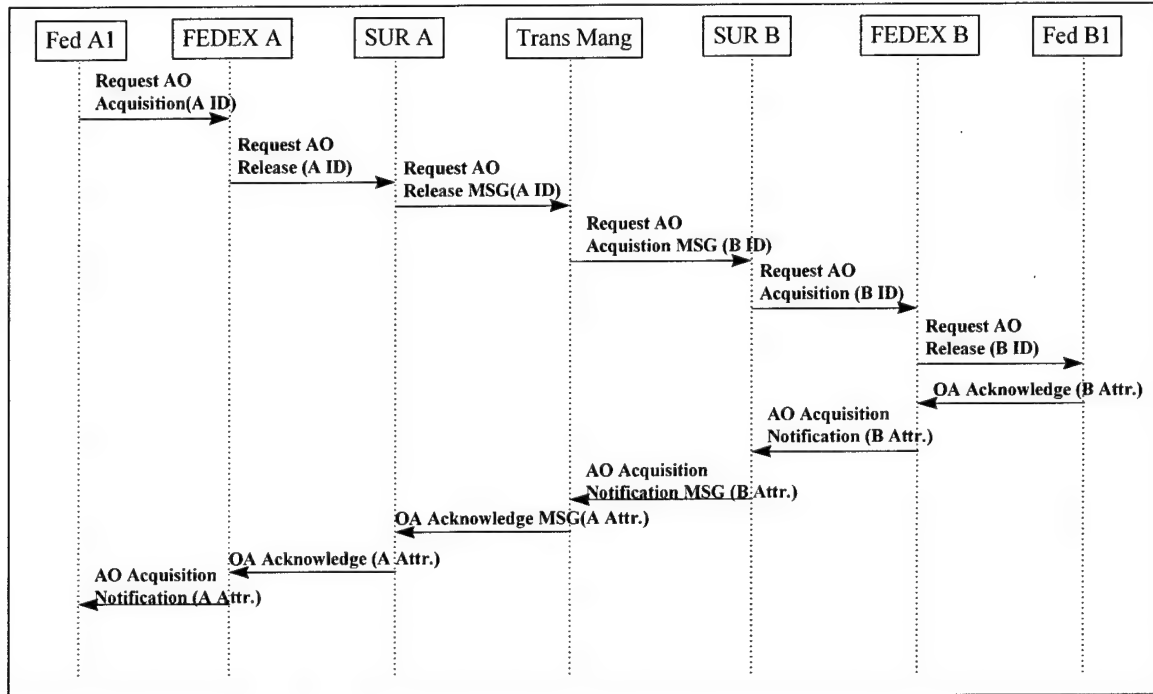 Fed A1
FEDEX A
SUR A
Trans Mang
SUR B
FEDEX B
Fed B1
Request AO
Acquisition(A ID)
Request AO
Release (A ID)
Request AO
Release MSG(A ID)
Request AO
Acquistion MSG (B ID)
Request AO
Acquisition (B ID)
Request AO
Release (B ID)
OA Acknowledge (B Attr.)
AO Acquisition
Notification (B Attr.)
AO Acquisition
Notification MSG (B Attr.)
OA Acknowledge MSG(A Attr.)
OA Acknowledge (A Attr.)
AO Acquisition
Notification (A Attr.)